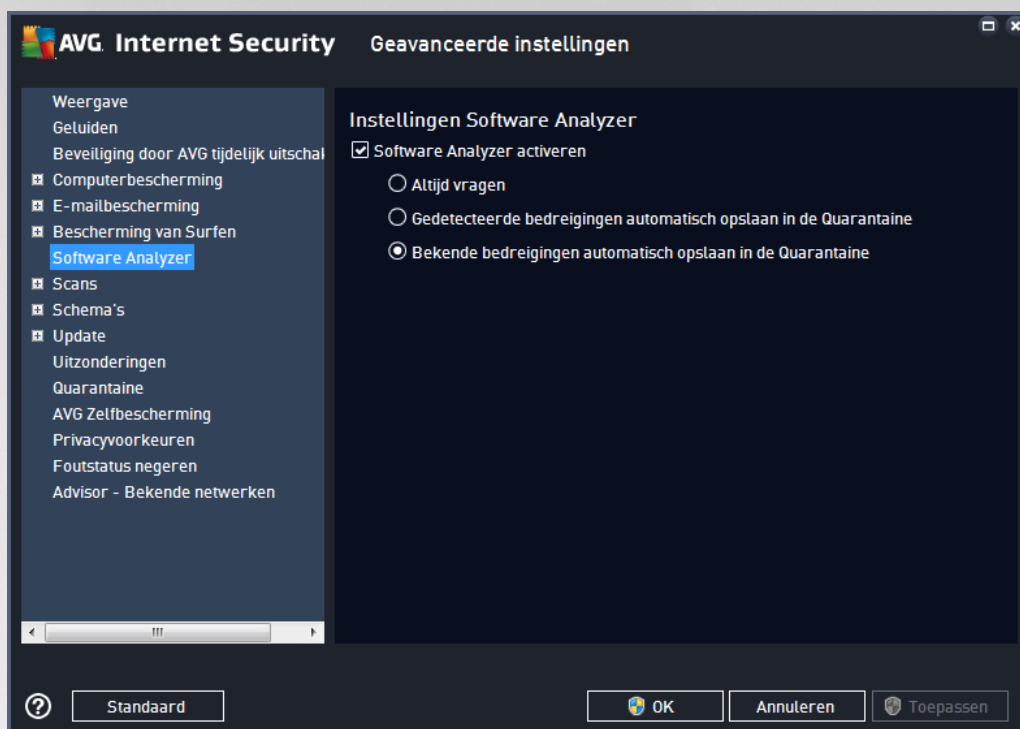 AVG. Internet Security Geavanceerde instellingen
Weergave
Geluiden
Beveiliging door AVG tijdelijk uitschak
Computerbescherming
E-mailbescherming
Bescherming van Surfen
Software Analyzer
Scans
Schema's
Update
Uitzonderingen
Quarantaine
AVG Zelfbescherming
Privacyvoorkeuren
Foutstatus negeren
Advisor - Bekende netwerken
Instellingen Software Analyzer
Software Analyzer activeren
Altijd vragen
Gedetecteerde bedreigingen automatisch opslaan in de Quarantaine
Bekende bedreigingen automatisch opslaan in de Quarantaine
Standaard
OK
Annuleren
Toepassen